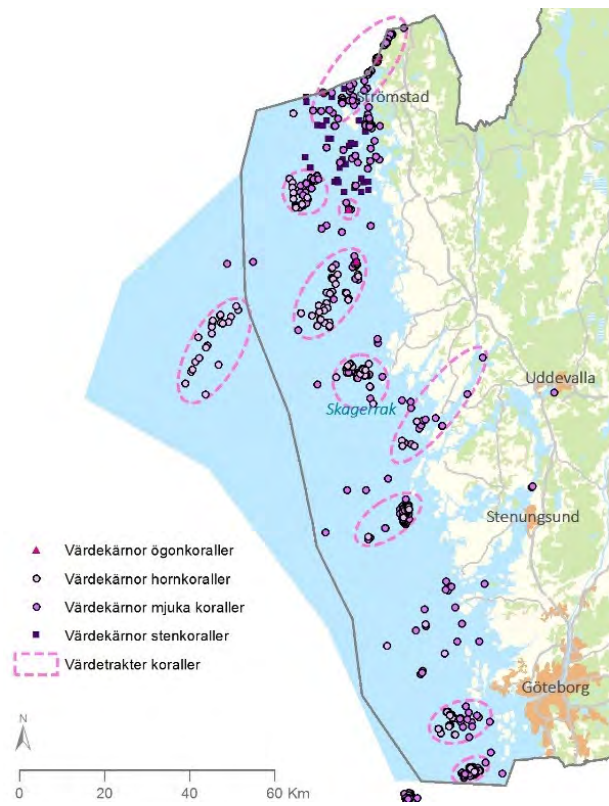 Strömstad
Uddevalla
Skagerrak
Stenungsund
Göteborg
Värdekärnor ögonkoraller
Värdekärnor hornkoraller
Värdekärnor mjuka koraller
Värdekärnor stenkoraller
Värdetrakter koraller
N
0 20 40 60 Km